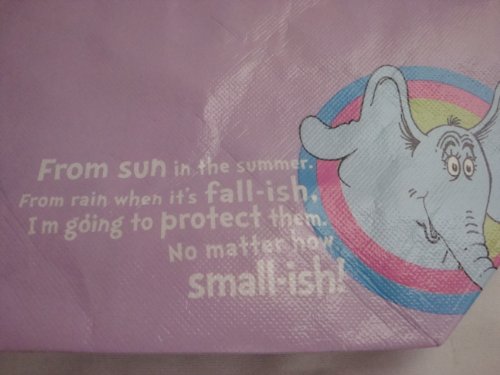 From sun in the summer.
From rain when it's fall-ish,
I'm going to protect them.
No matter how
small-ish!